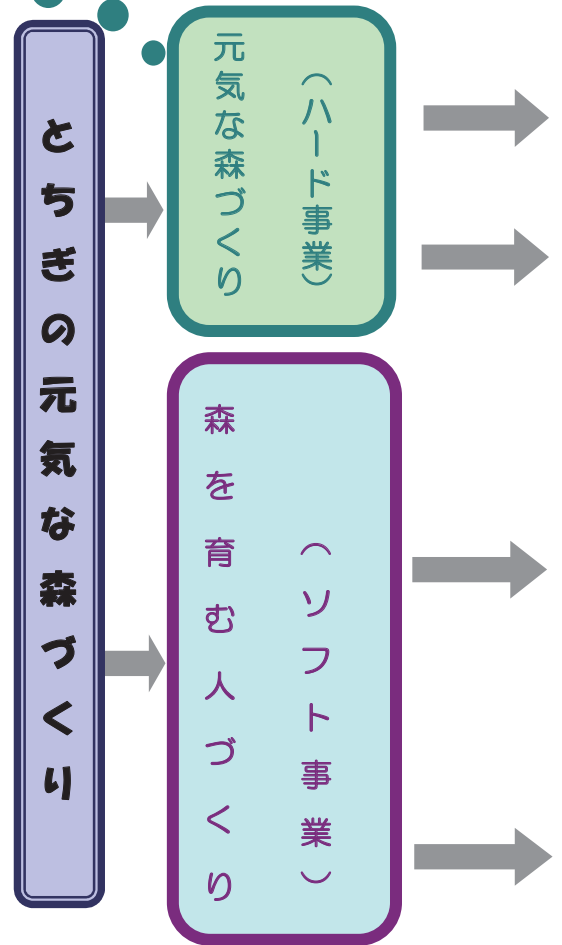 とちぎの元気な森づくり
元気な森づくり
（ハード事業）
森を育む人づくり
（ソフト事業）